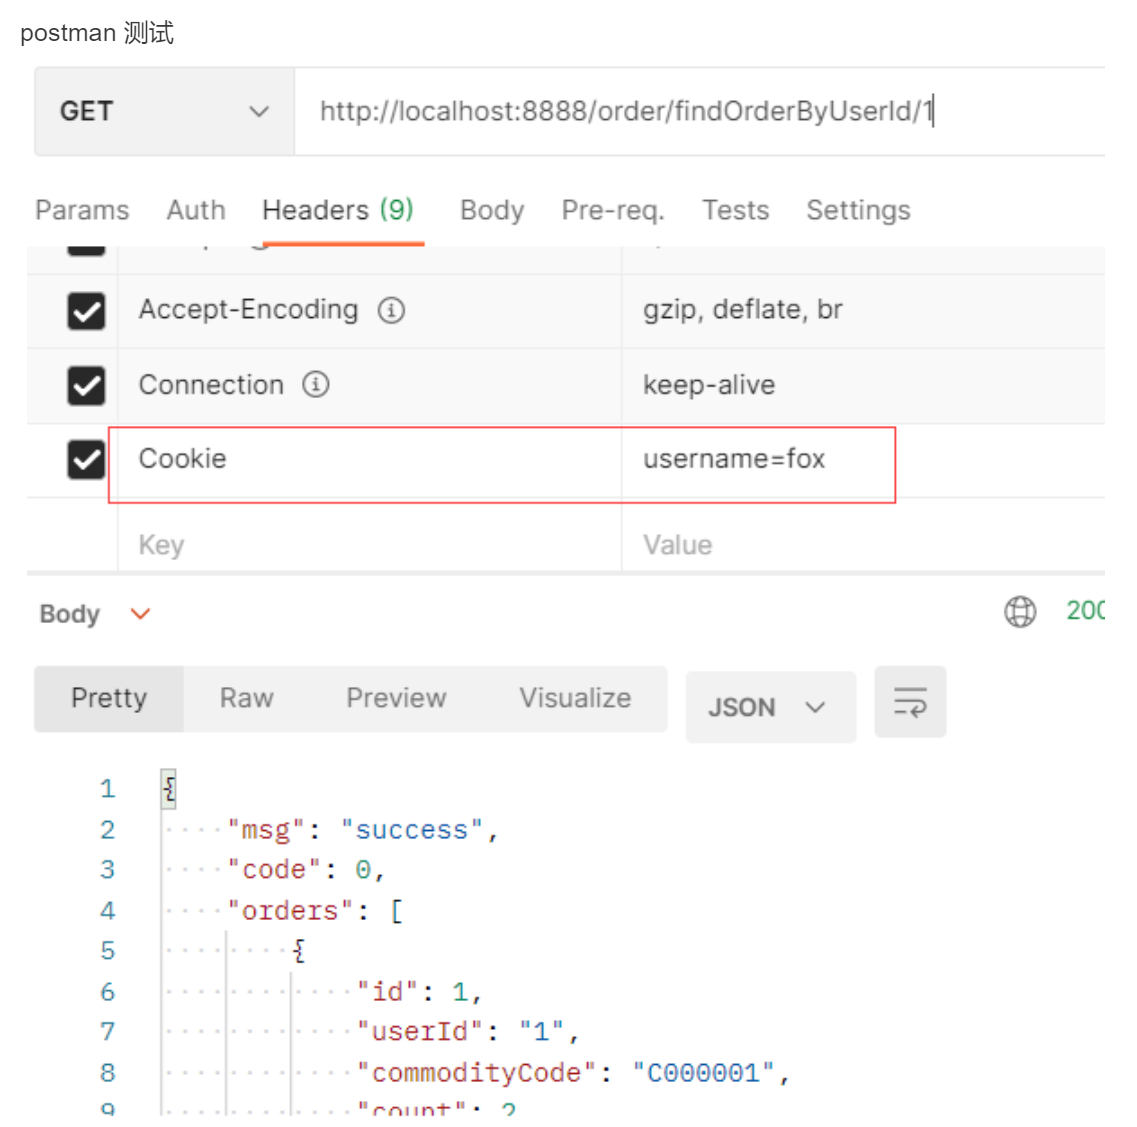 postman 测试
GET http://localhost:8888/order/findOrderByUserId/1
Params Auth Headers (9) Body Pre-req. Tests Settings
Accept-Encoding gzip, deflate, br
Connection keep-alive
Cookie username=fox
Key Value
Body 200
Pretty Raw Preview Visualize JSON
1 {
2 "msg": "success",
3 "code": 0,
4 "orders": [
5 {
6 "id": 1,
7 "userId": "1",
8 "commodityCode": "C000001",
9 "count": 2